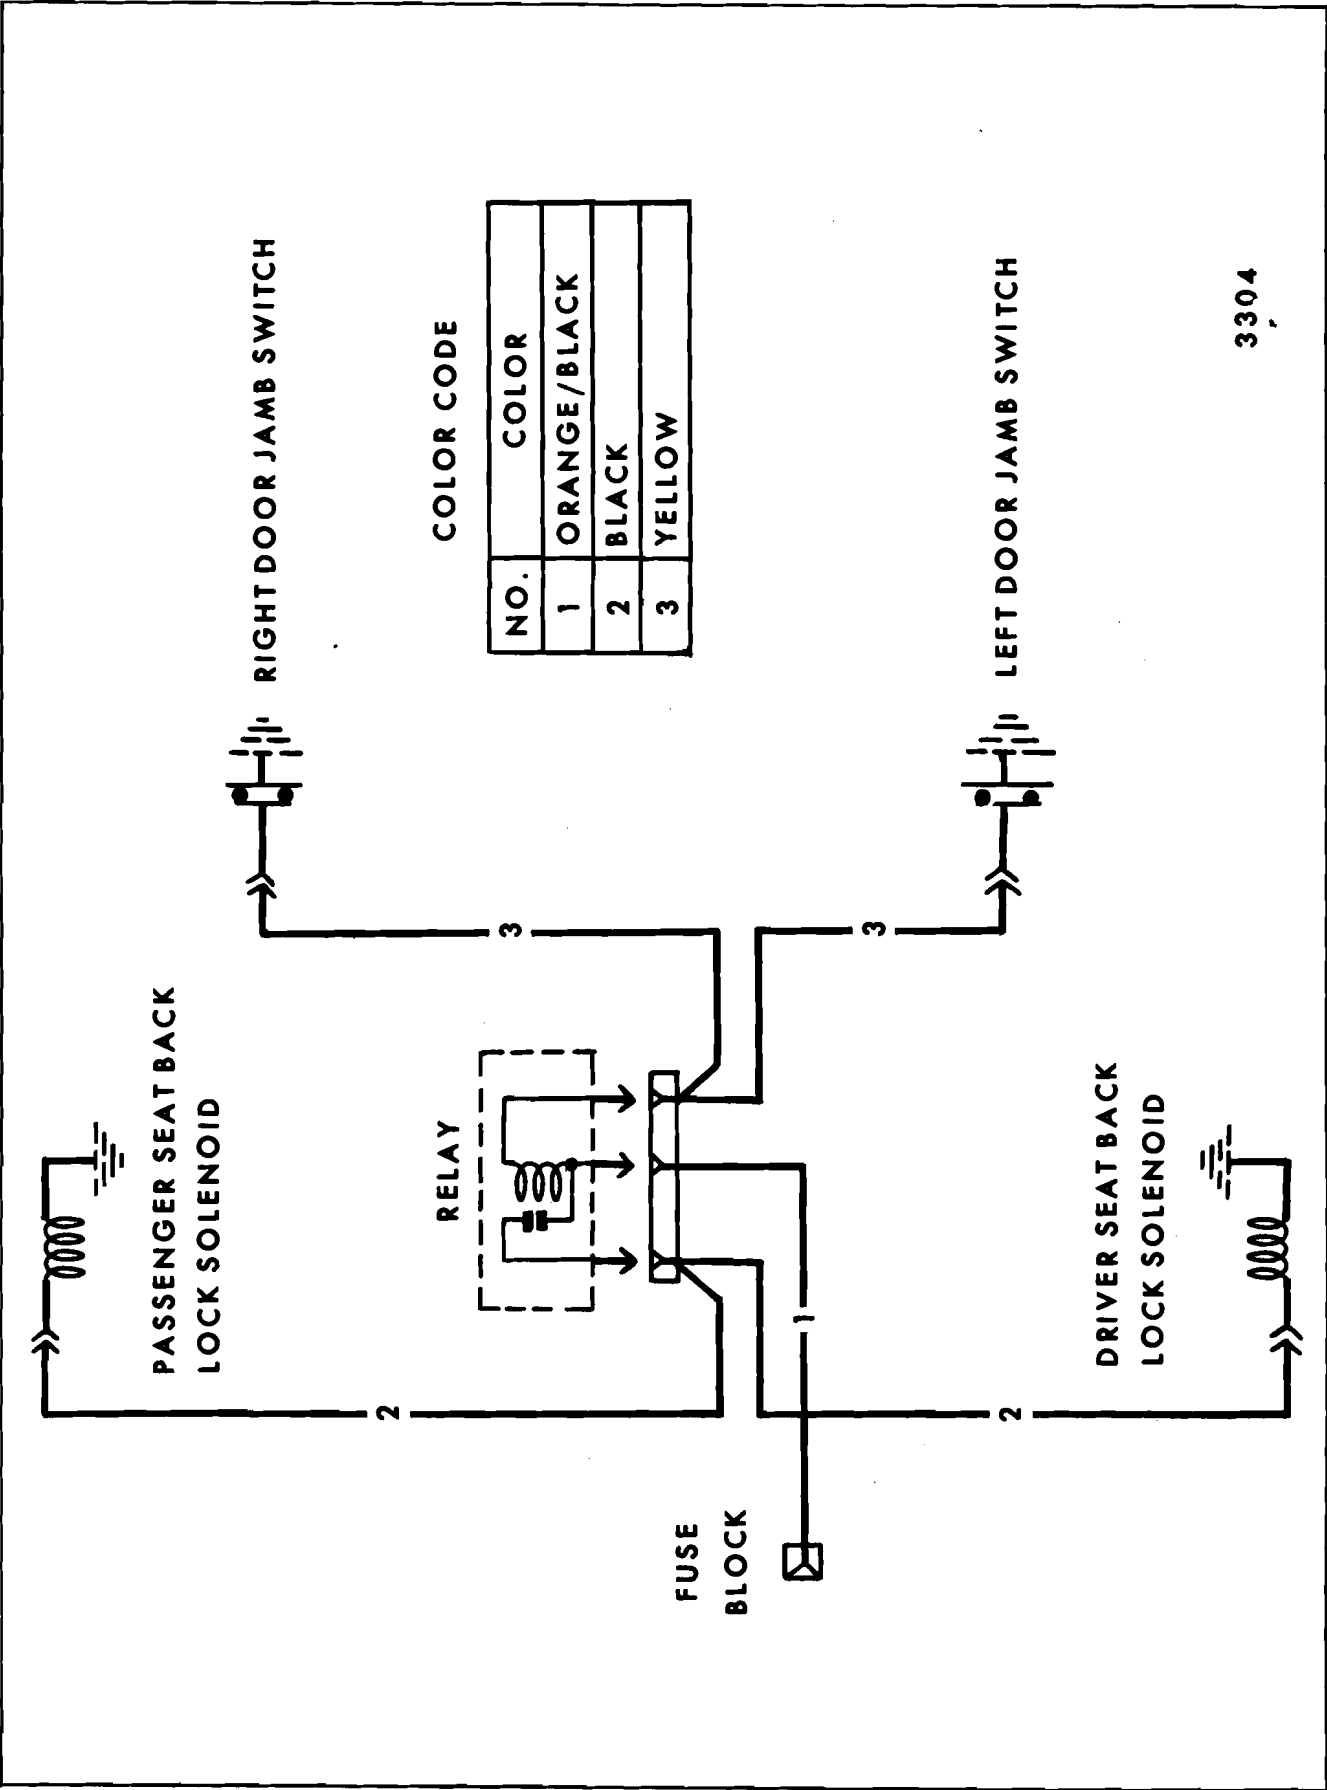 PASSENGER SEAT BACK
LOCK SOLENOID
RIGHT DOOR JAMB SWITCH
2
3
RELAY
COLOR CODE
NO. COLOR
1 ORANGE/BLACK
2 BLACK
3 YELLOW
FUSE
BLOCK
1
3
2
LEFT DOOR JAMB SWITCH
DRIVER SEAT BACK
LOCK SOLENOID
3304